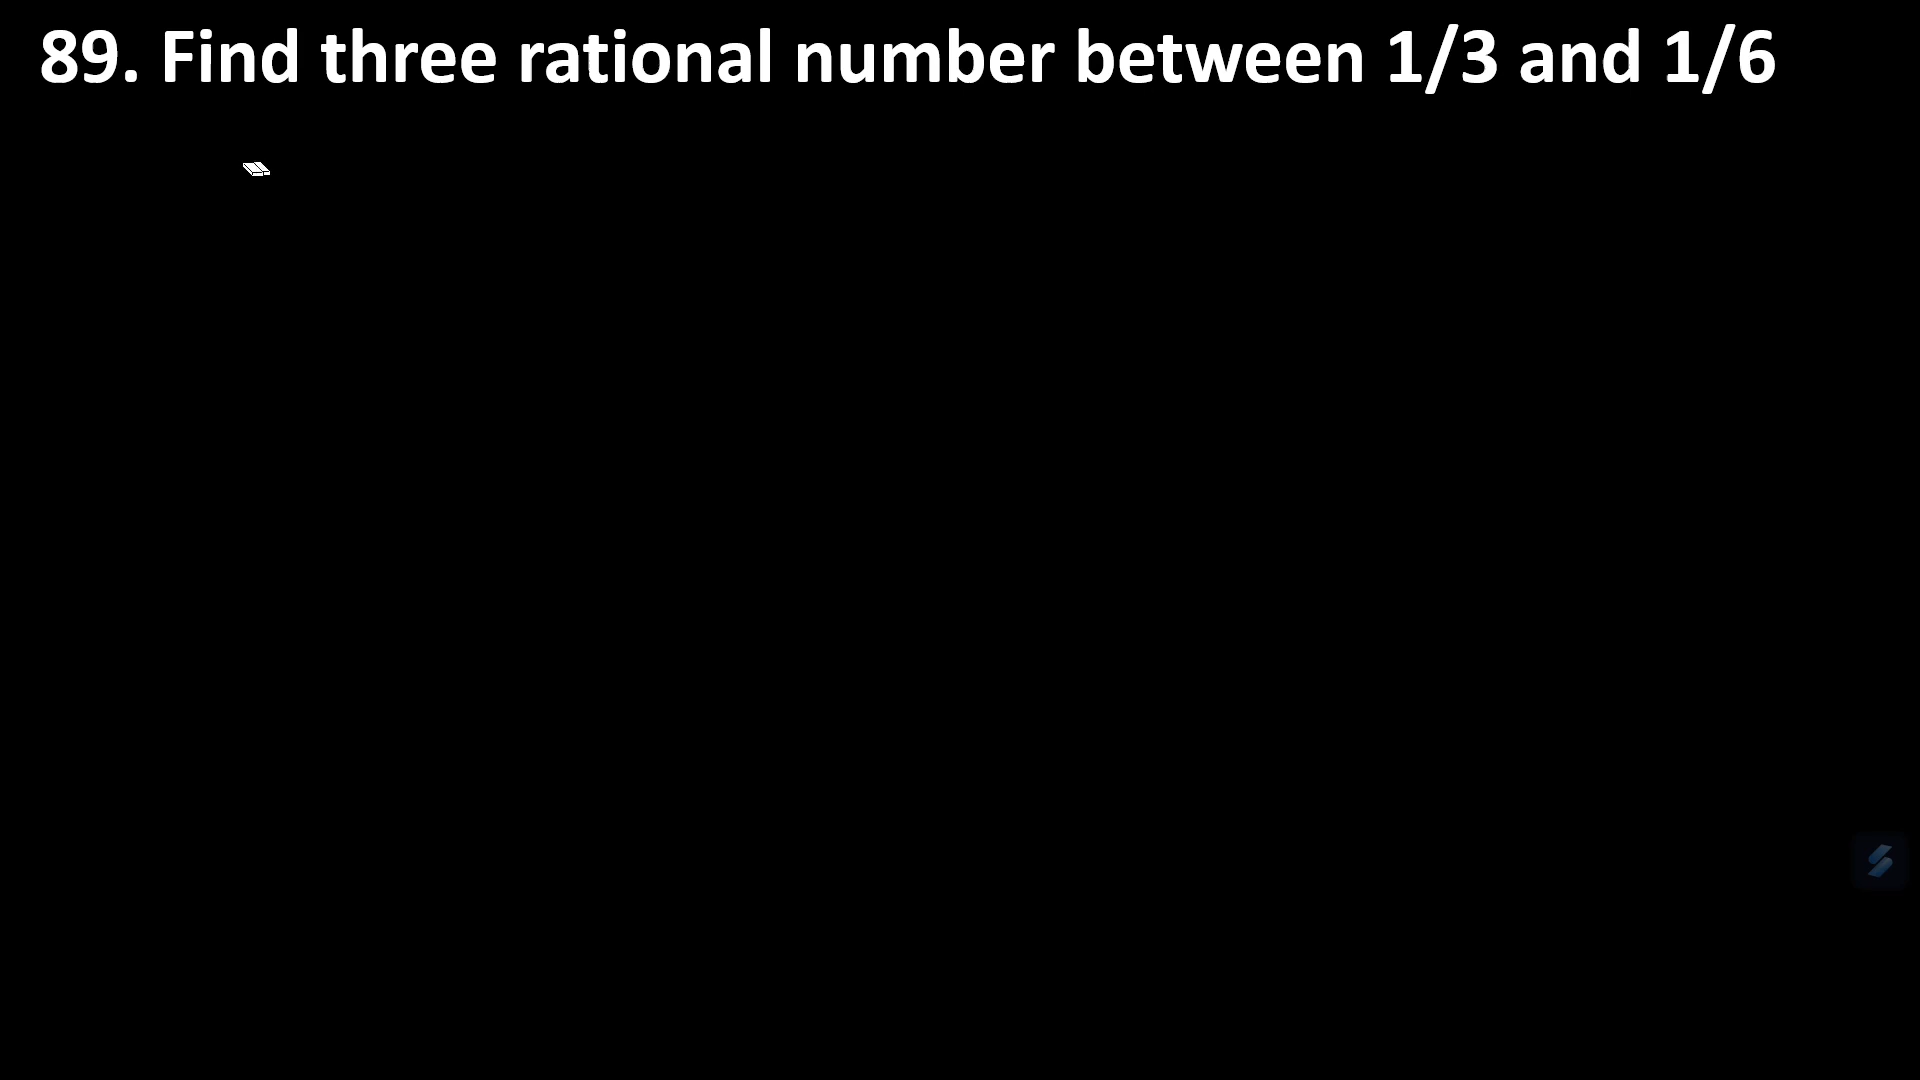 89. Find three rational number between 1/3 and 1/6